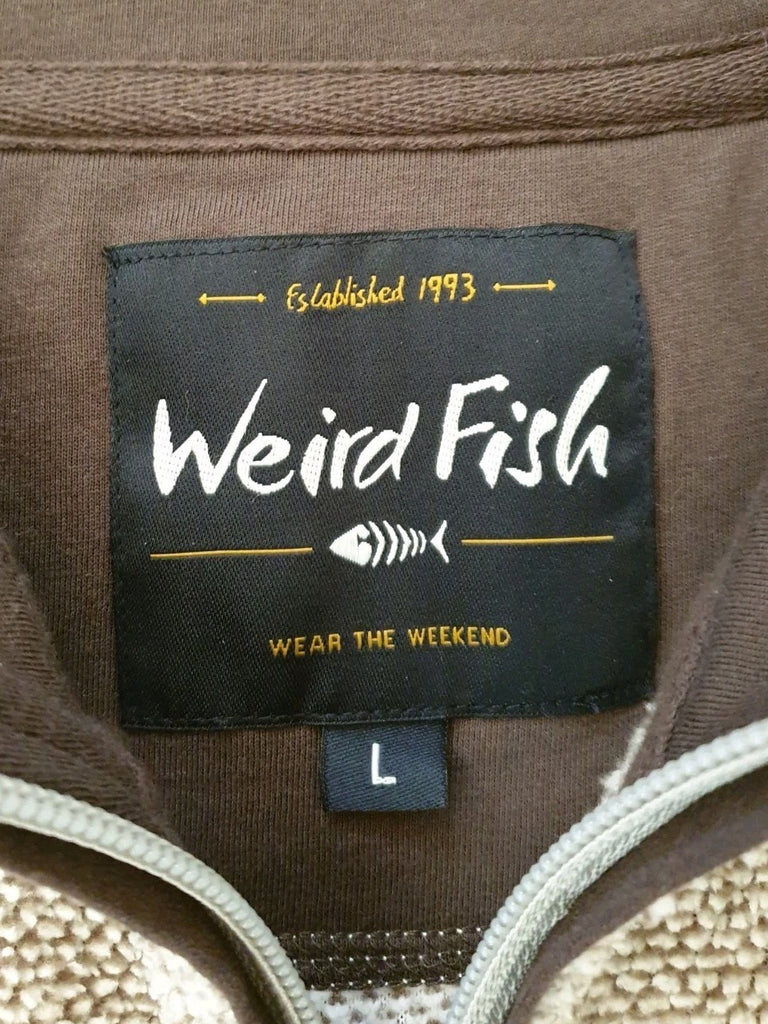 Established 1993
Weird Fish
WEAR THE WEEKEND
L